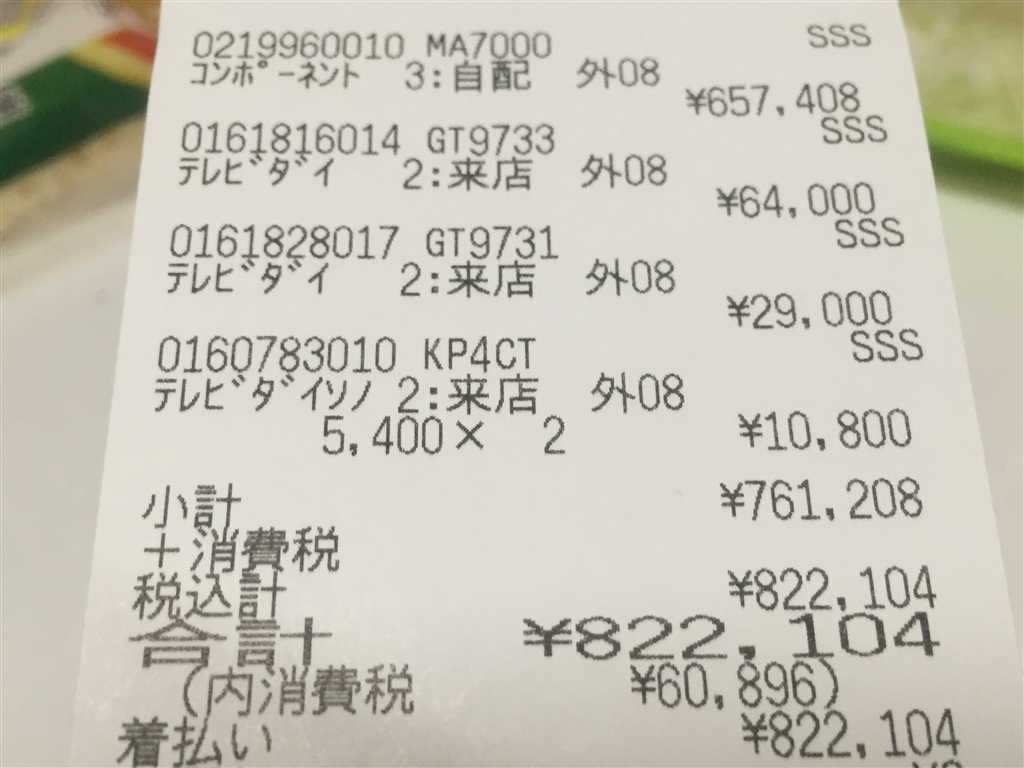 0219960010 MA7000 SSS
コンポーネント 3:自配 外08
¥657,408
0161816014 GT9733 SSS
テレビダイ 2:来店 外08
¥64,000
0161828017 GT9731 SSS
テレビダイ 2:来店 外08
¥29,000
0160783010 KP4CT SSS
テレビダイソノ 2:来店 外08
5,400× 2 ¥10,800
小計 ¥761,208
+消費税
税込計 ¥822,104
合計 ¥822,104
(内消費税 ¥60,896)
着払い ¥822,104